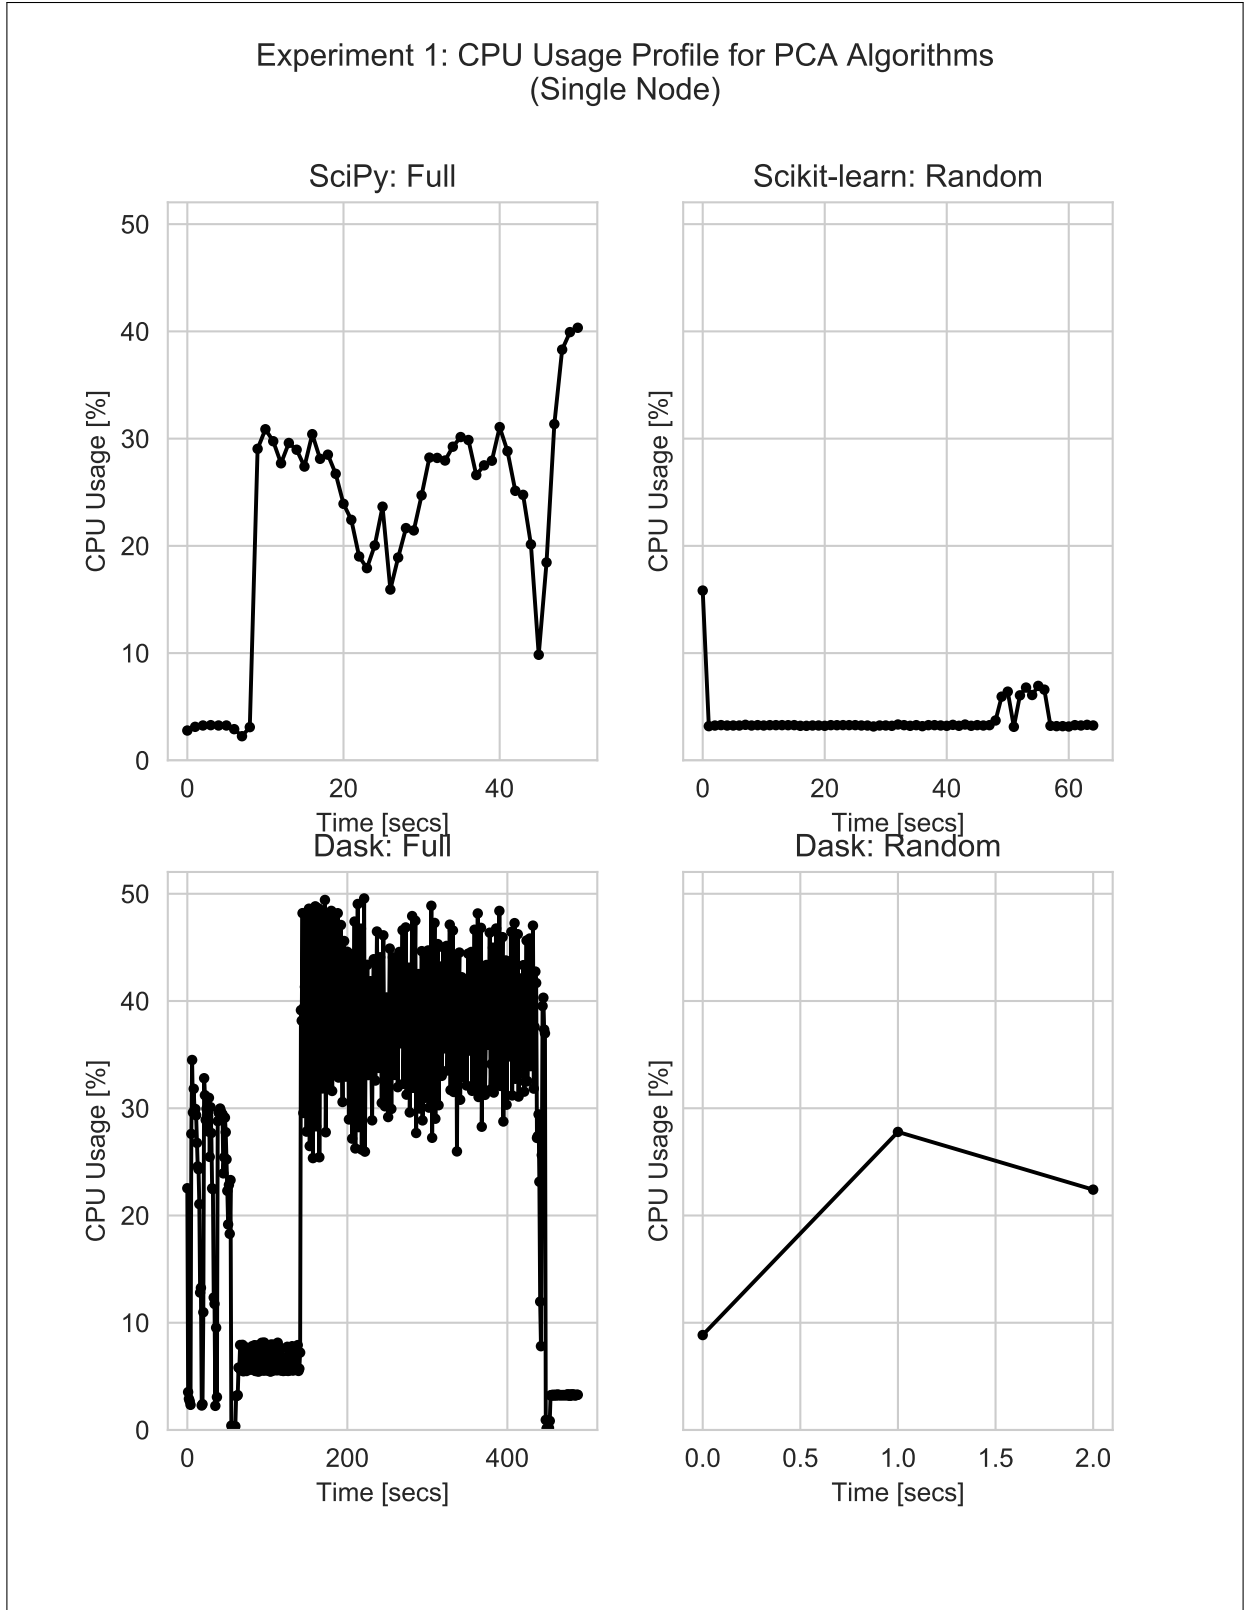 Experiment 1: CPU Usage Profile for PCA Algorithms
(Single Node)
SciPy: Full
50
40
30
20
10
0
CPU Usage [%]
0 20 40
Time [secs]
Scikit-learn: Random
CPU Usage [%]
0 20 40 60
Time [secs]
Dask: Full
50
40
30
20
10
0
CPU Usage [%]
0 200 400
Time [secs]
Dask: Random
CPU Usage [%]
0.0 0.5 1.0 1.5 2.0
Time [secs]